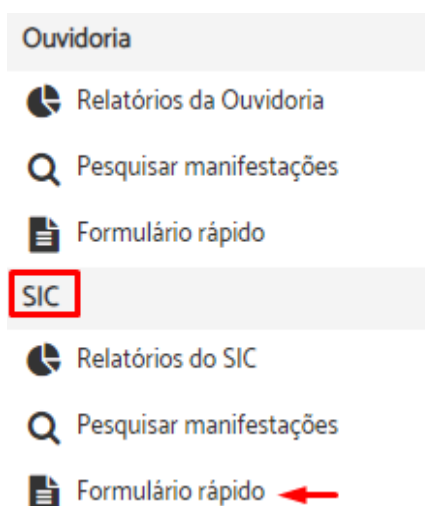 Ouvidoria
Relatórios da Ouvidoria
Pesquisar manifestações
Formulário rápido
SIC
Relatórios do SIC
Pesquisar manifestações
Formulário rápido